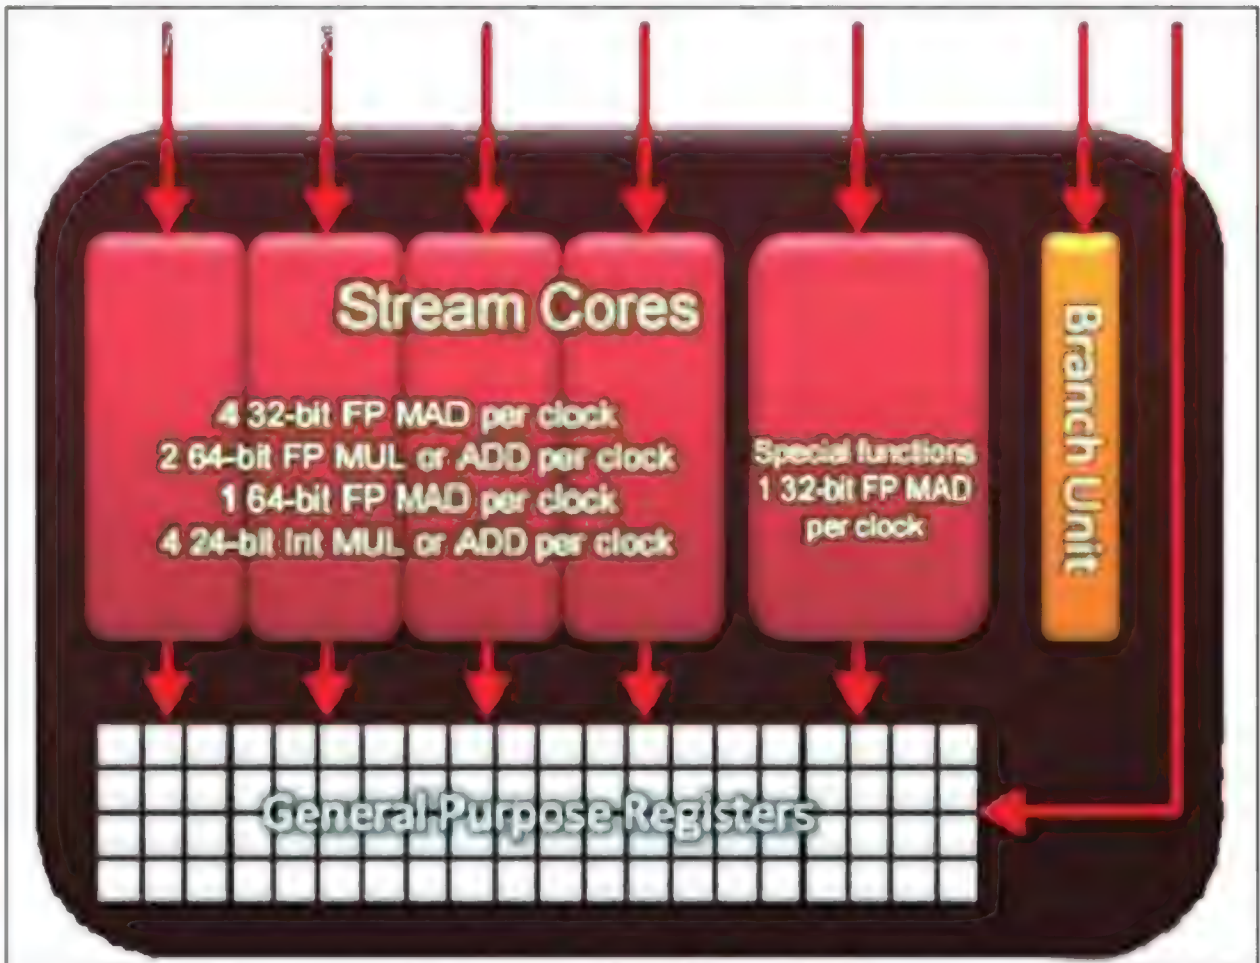 Stream Cores
4 32-bit FP MAD per clock
2 64-bit FP MUL or ADD per clock
1 64-bit FP MAD per clock
4 24-bit Int MUL or ADD per clock
Special functions
1 32-bit FP MAD
per clock
Branch Unit
General Purpose Registers